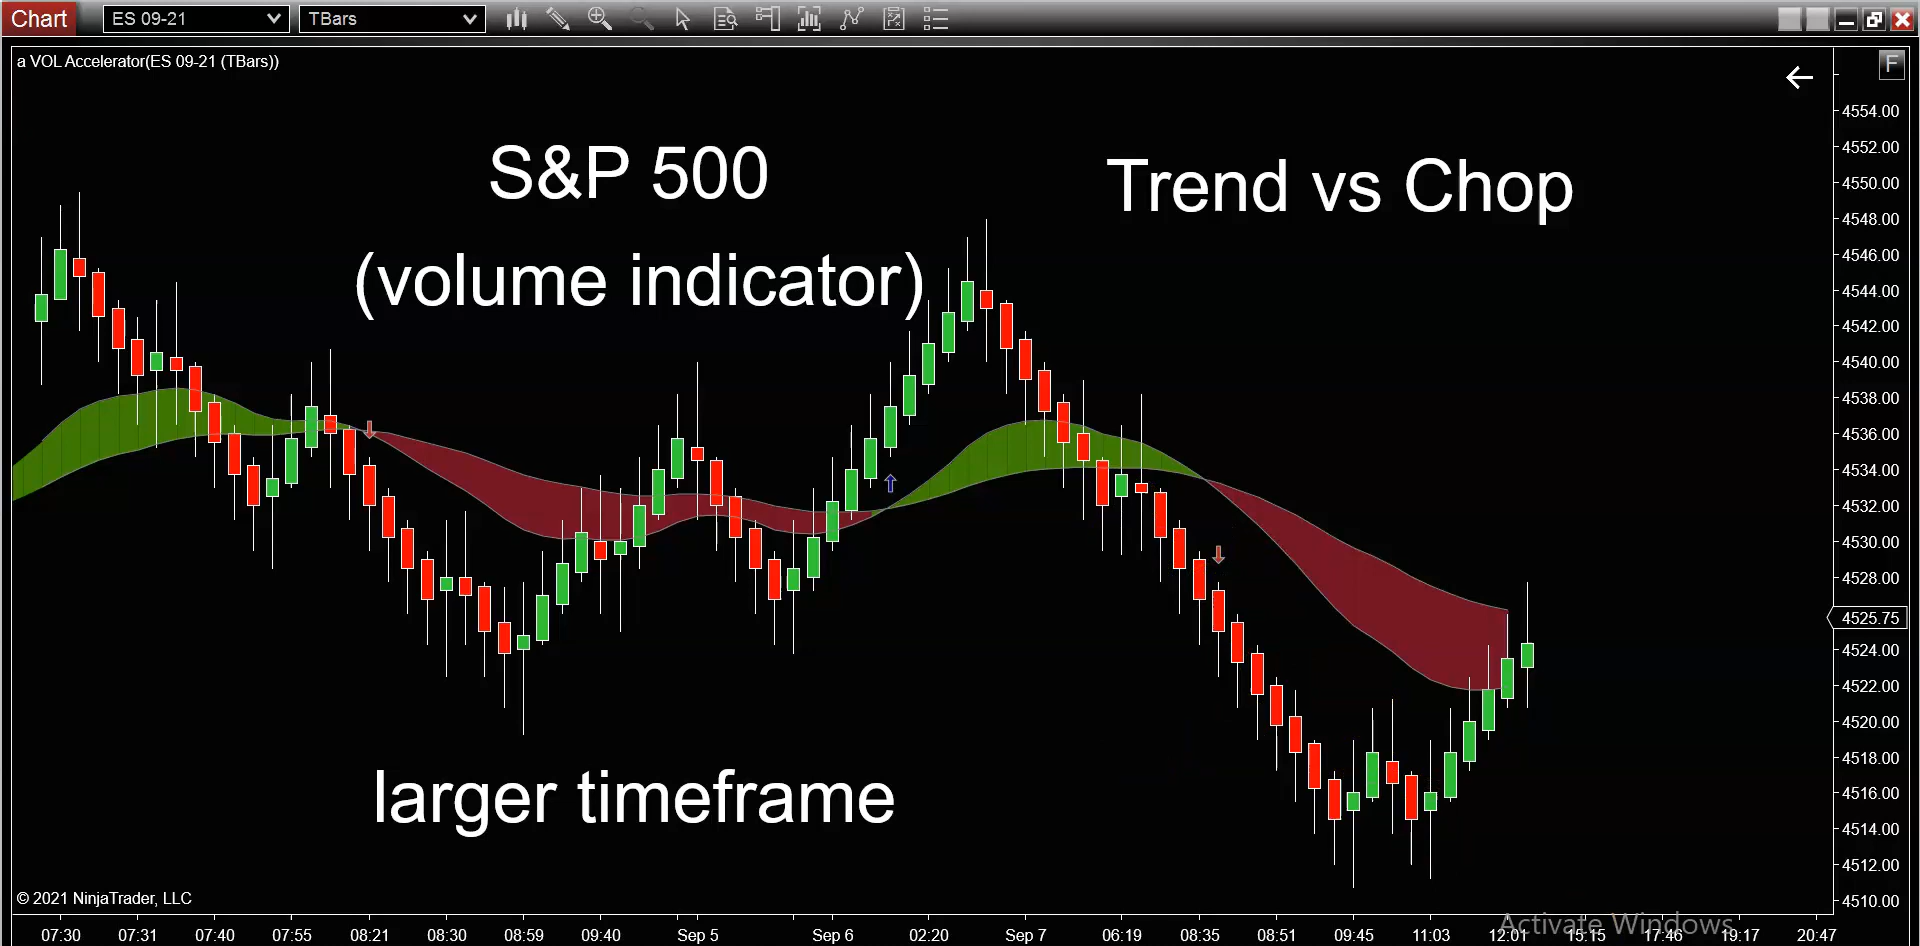 Chart
ES 09-21
TBars
a VOL Accelerator(ES 09-21 (TBars))
F
S&P 500
Trend vs Chop
(volume indicator)
larger timeframe
4554.00
4552.00
4550.00
4548.00
4546.00
4544.00
4542.00
4540.00
4538.00
4536.00
4534.00
4532.00
4530.00
4528.00
4525.75
4524.00
4522.00
4520.00
4518.00
4516.00
4514.00
4512.00
4510.00
© 2021 NinjaTrader, LLC
Activate Windows
07:30 07:31 07:40 07:55 08:21 08:30 08:59 09:40 Sep 5 Sep 6 02:20 Sep 7 06:19 08:35 08:51 09:45 11:03 12:01 15:15 17:46 19:17 20:47